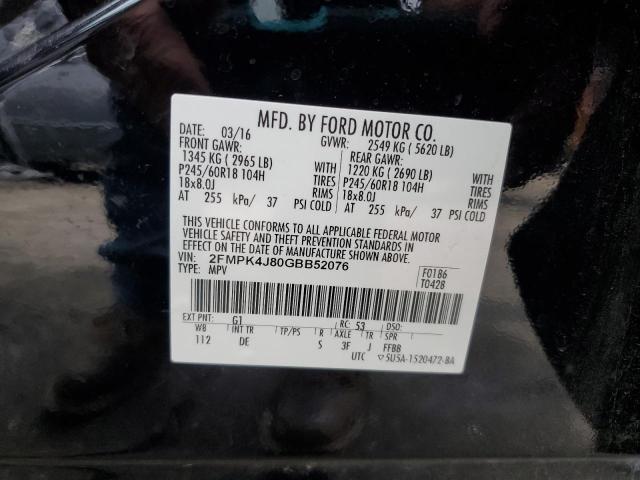 MFD. BY FORD MOTOR CO.
DATE: 03/16 GVWR: 2549 KG ( 5620 LB)
FRONT GAWR: REAR GAWR:
1345 KG ( 2965 LB) WITH 1220 KG ( 2690 LB) WITH
P245/60R18 104H TIRES P245/60R18 104H TIRES
18x8.0J RIMS 18x8.0J RIMS
AT 255 kPa/ 37 PSI COLD AT 255 kPa/ 37 PSI COLD
THIS VEHICLE CONFORMS TO ALL APPLICABLE FEDERAL MOTOR
VEHICLE SAFETY AND THEFT PREVENTION STANDARDS IN
EFFECT ON THE DATE OF MANUFACTURE SHOWN ABOVE.
VIN: 2FMPK4J80GBB52076 F0186
TYPE: MPV T0428
EXT PNT: G1 RC: 53 DSO:
WB INT TR TP/PS R AXLE TR SPR
112 DE S 3F J FFBB
UTC 5U5A-1520472-BA